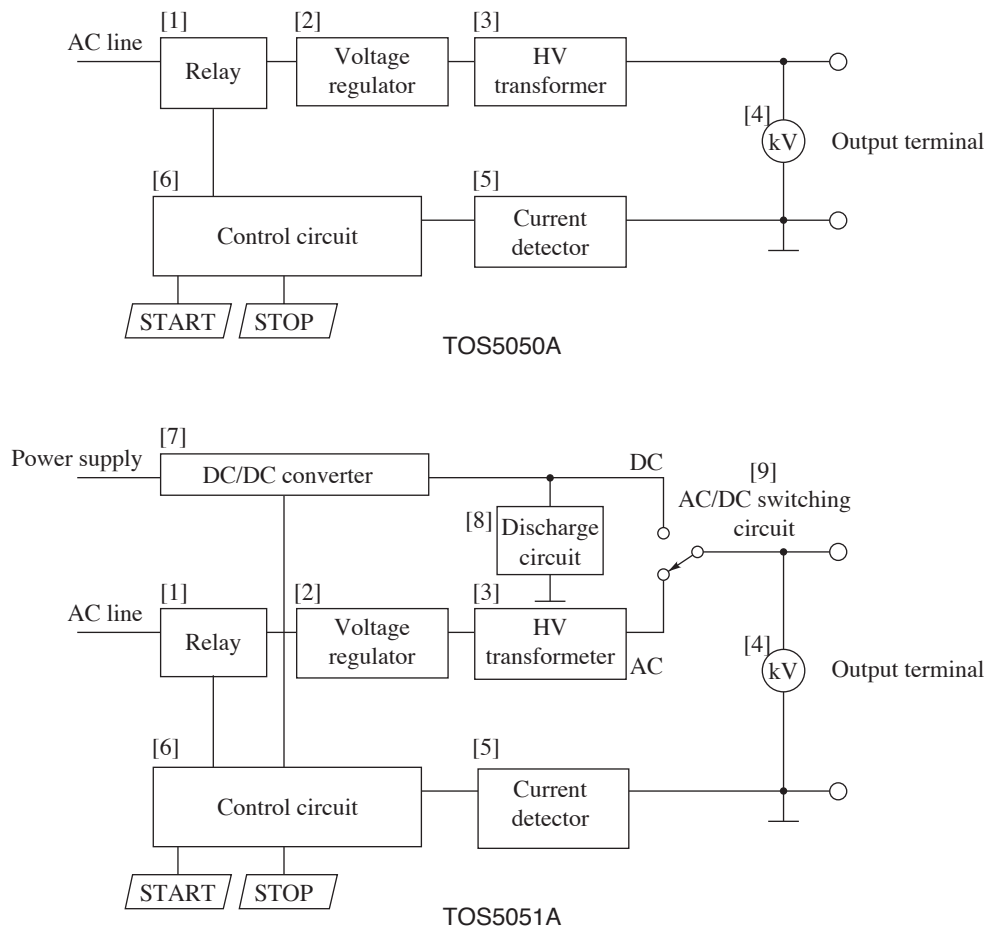 [1]
[2]
[3]
AC line
Relay
Voltage
regulator
HV
transformer
[4]
kV
Output terminal
[6]
[5]
Control circuit
Current
detector
START
STOP
TOS5050A
[7]
Power supply
DC/DC converter
DC
[9]
AC/DC switching
circuit
[8]
Discharge
circuit
[1]
[2]
[3]
AC line
Relay
Voltage
regulator
HV
transformeter
AC
[4]
kV
Output terminal
[6]
[5]
Control circuit
Current
detector
START
STOP
TOS5051A